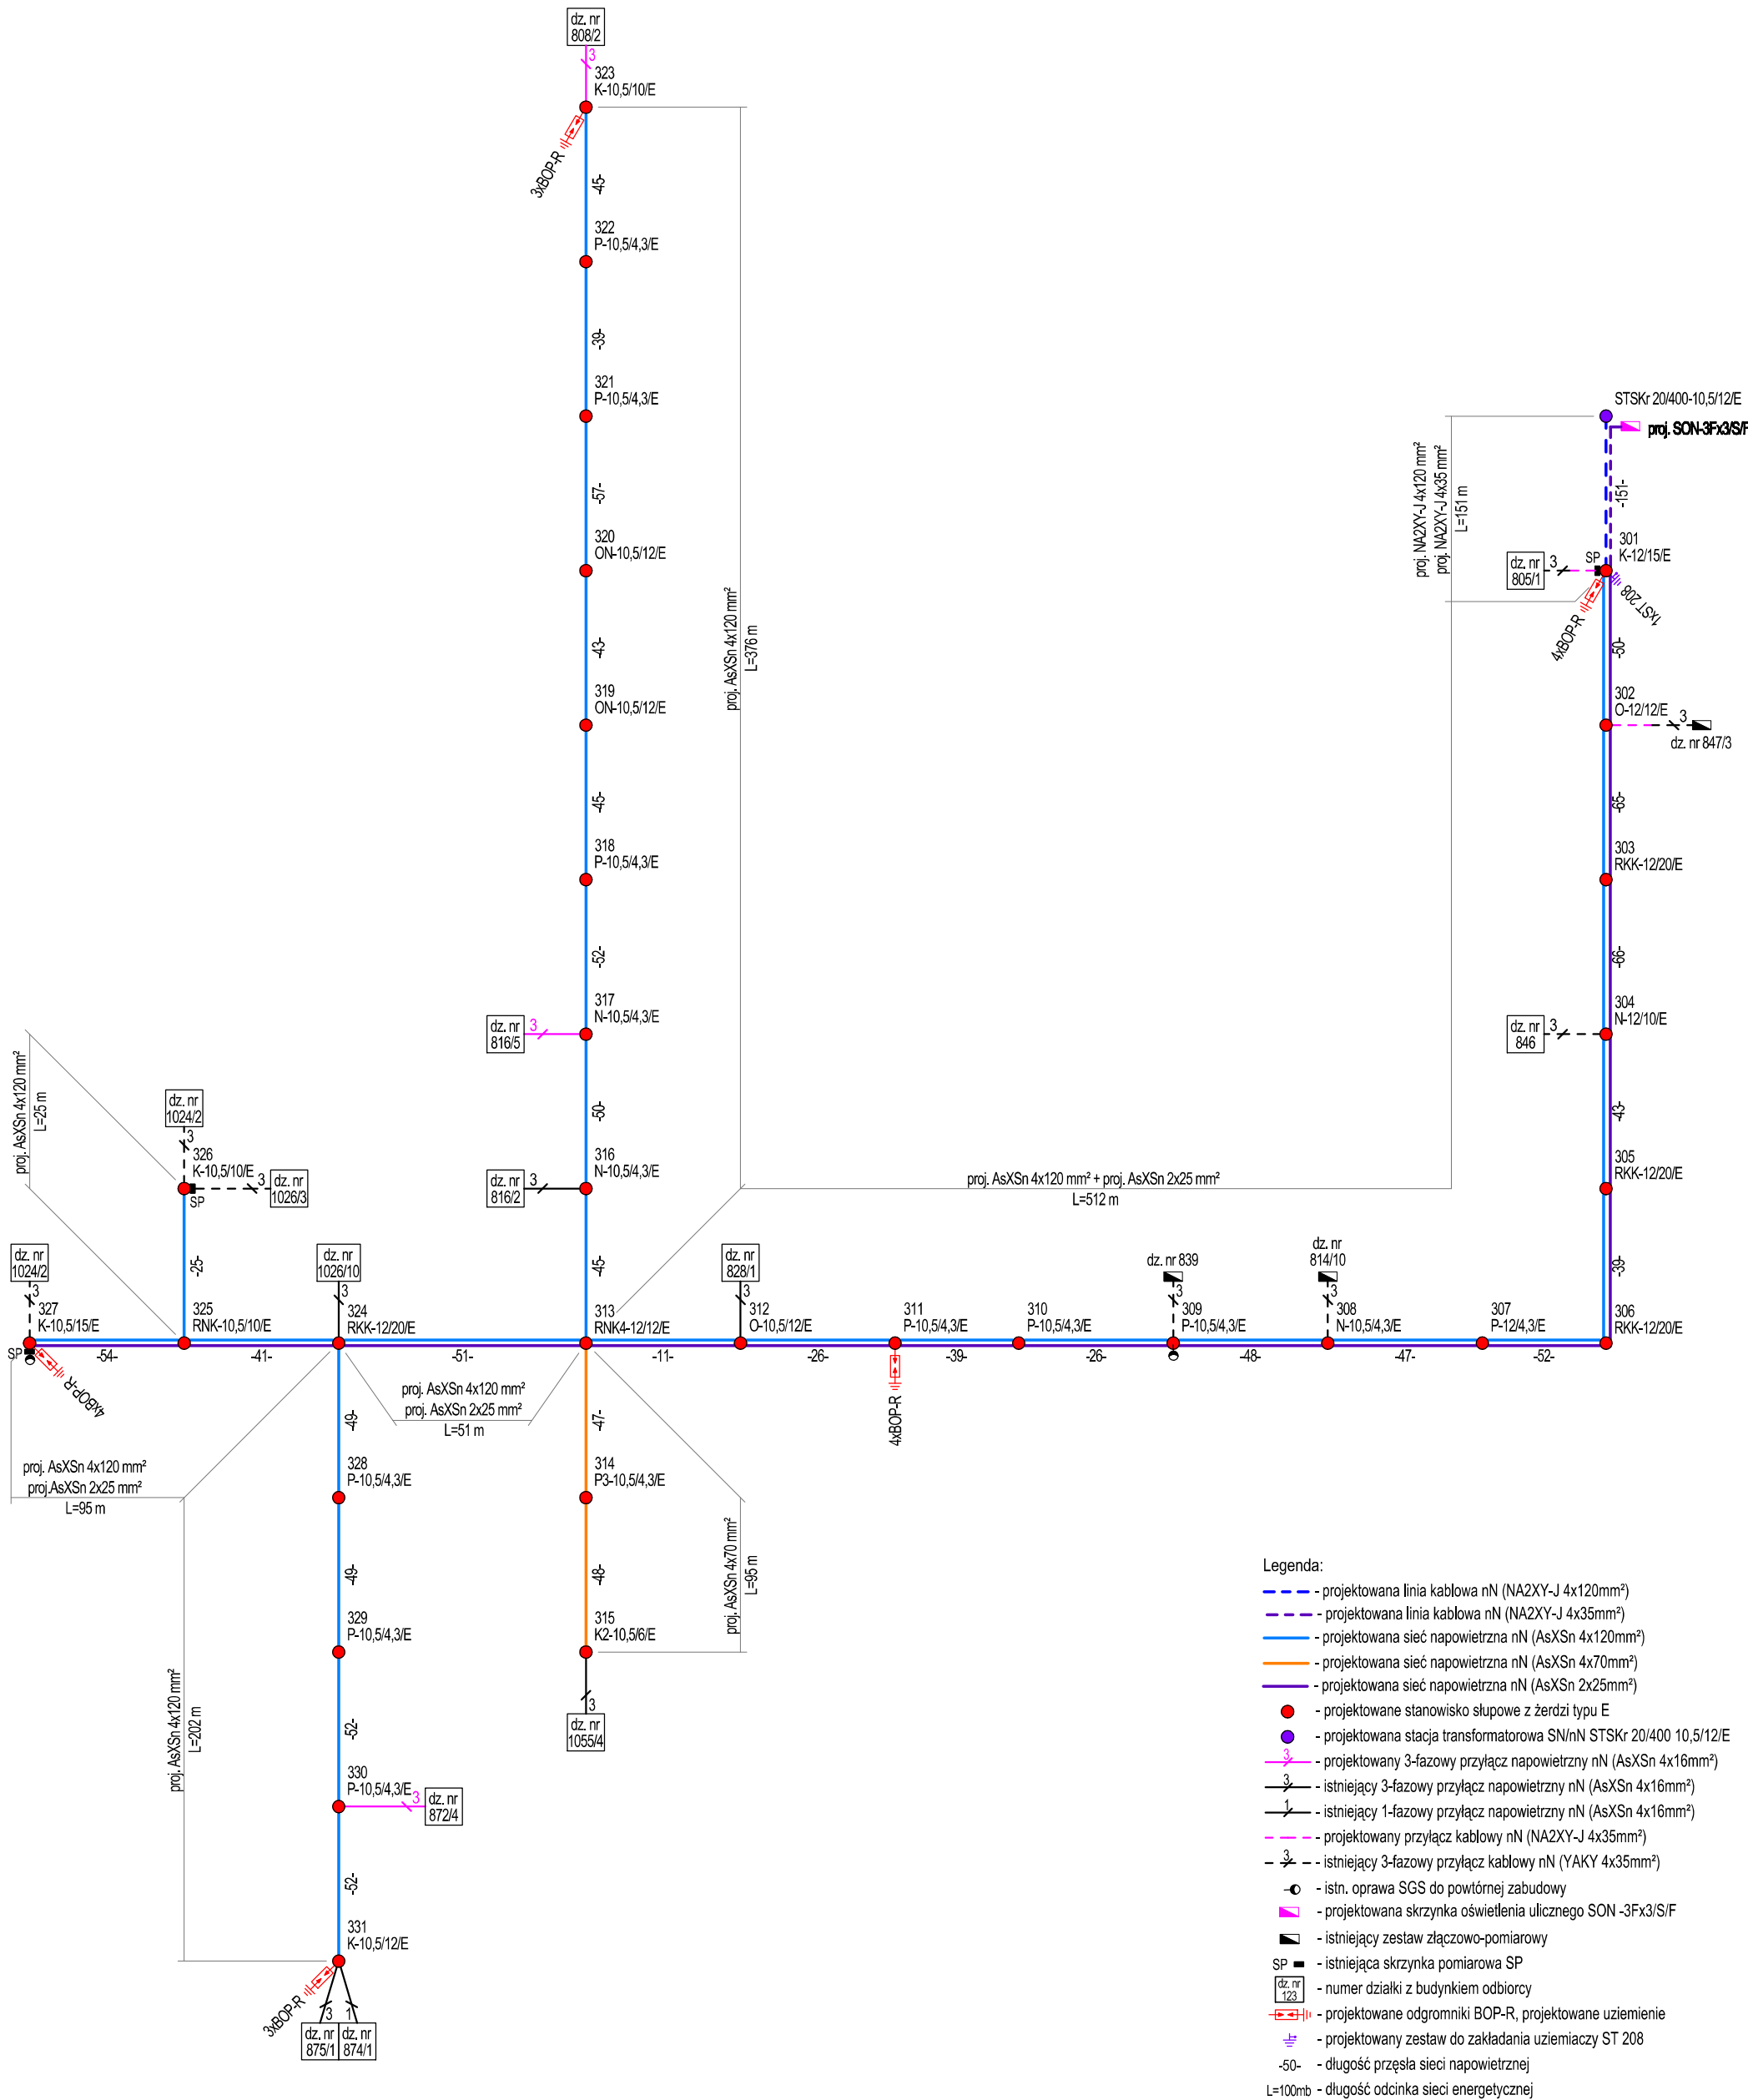 dz. nr
808/2
3
323
K-10,5/10/E
3xBOP-R
-45-
322
P-10,5/4,3/E
-39-
321
P-10,5/4,3/E
-57-
320
ON-10,5/12/E
-43-
319
ON-10,5/12/E
-45-
318
P-10,5/4,3/E
-52-
317
N-10,5/4,3/E
dz. nr
816/5
3
-50-
316
N-10,5/4,3/E
dz. nr
816/2
3
-45-
proj. AsXSn 4x120 mm²
L=376 m
STSKr 20/400-10,5/12/E
proj. SON-3Fx3/S/F
proj. NA2XY-J 4x120 mm²
proj. NA2XY-J 4x35 mm²
L=151 m
-151-
301
K-12/15/E
SP
dz. nr
805/1
3
4xBOP-R
1xST 208
-50-
302
O-12/12/E
3
dz. nr 847/3
-65-
303
RKK-12/20/E
-66-
304
N-12/10/E
dz. nr
846
3
-43-
305
RKK-12/20/E
-39-
306
RKK-12/20/E
proj. AsXSn 4x120 mm² + proj. AsXSn 2x25 mm²
L=512 m
proj. AsXSn 4x120 mm²
L=25 m
dz. nr
1024/2
3
326
K-10,5/10/E
SP
3
dz. nr
1026/3
-25-
dz. nr
1024/2
3
327
K-10,5/15/E
SP
4xBOP-R
-54-
325
RNK-10,5/10/E
-41-
dz. nr
1026/10
3
324
RKK-12/20/E
-51-
313
RNK4-12/12/E
-11-
dz. nr
828/1
3
312
O-10,5/12/E
-26-
311
P-10,5/4,3/E
4xBOP-R
-39-
310
P-10,5/4,3/E
-26-
dz. nr 839
3
309
P-10,5/4,3/E
-48-
dz. nr
814/10
3
308
N-10,5/4,3/E
-47-
307
P-12/4,3/E
-52-
proj. AsXSn 4x120 mm²
proj. AsXSn 2x25 mm²
L=51 m
proj. AsXSn 4x120 mm²
proj.AsXSn 2x25 mm²
L=95 m
-49-
328
P-10,5/4,3/E
-49-
329
P-10,5/4,3/E
-52-
330
P-10,5/4,3/E
3
dz. nr
872/4
-52-
331
K-10,5/12/E
3xBOP-R
3
1
dz. nr
875/1
dz. nr
874/1
proj. AsXSn 4x120 mm²
L=202 m
-47-
314
P3-10,5/4,3/E
-48-
315
K2-10,5/6/E
3
dz. nr
1055/4
proj. AsXSn 4x70 mm²
L=95 m
Legenda:
- projektowana linia kablowa nN (NA2XY-J 4x120mm²)
- projektowana linia kablowa nN (NA2XY-J 4x35mm²)
- projektowana sieć napowietrzna nN (AsXSn 4x120mm²)
- projektowana sieć napowietrzna nN (AsXSn 4x70mm²)
- projektowana sieć napowietrzna nN (AsXSn 2x25mm²)
- projektowane stanowisko słupowe z żerdzi typu E
- projektowana stacja transformatorowa SN/nN STSKr 20/400 10,5/12/E
3 - projektowany 3-fazowy przyłącz napowietrzny nN (AsXSn 4x16mm²)
3 - istniejący 3-fazowy przyłącz napowietrzny nN (AsXSn 4x16mm²)
1 - istniejący 1-fazowy przyłącz napowietrzny nN (AsXSn 4x16mm²)
- projektowany przyłącz kablowy nN (NA2XY-J 4x35mm²)
3 - istniejący 3-fazowy przyłącz kablowy nN (YAKY 4x35mm²)
- istn. oprawa SGS do powtórnej zabudowy
- projektowana skrzynka oświetlenia ulicznego SON -3Fx3/S/F
- istniejący zestaw złączowo-pomiarowy
SP - istniejąca skrzynka pomiarowa SP
dz. nr
123
- numer działki z budynkiem odbiorcy
- projektowane odgromniki BOP-R, projektowane uziemienie
- projektowany zestaw do zakładania uziemiaczy ST 208
-50- - długość przęsła sieci napowietrznej
L=100mb - długość odcinka sieci energetycznej